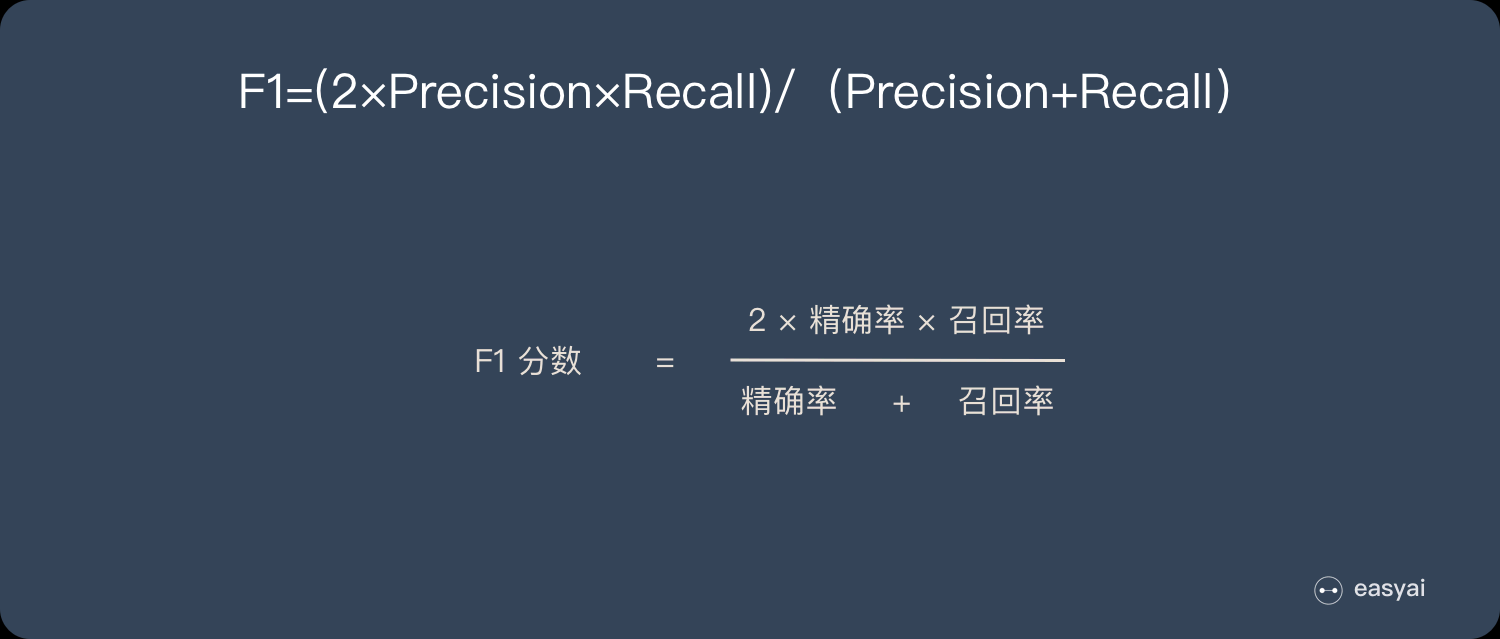 F1=(2×Precision×Recall)/（Precision+Recall)
2 × 精确率 × 召回率
F1 分数 =
精确率 + 召回率
easyai